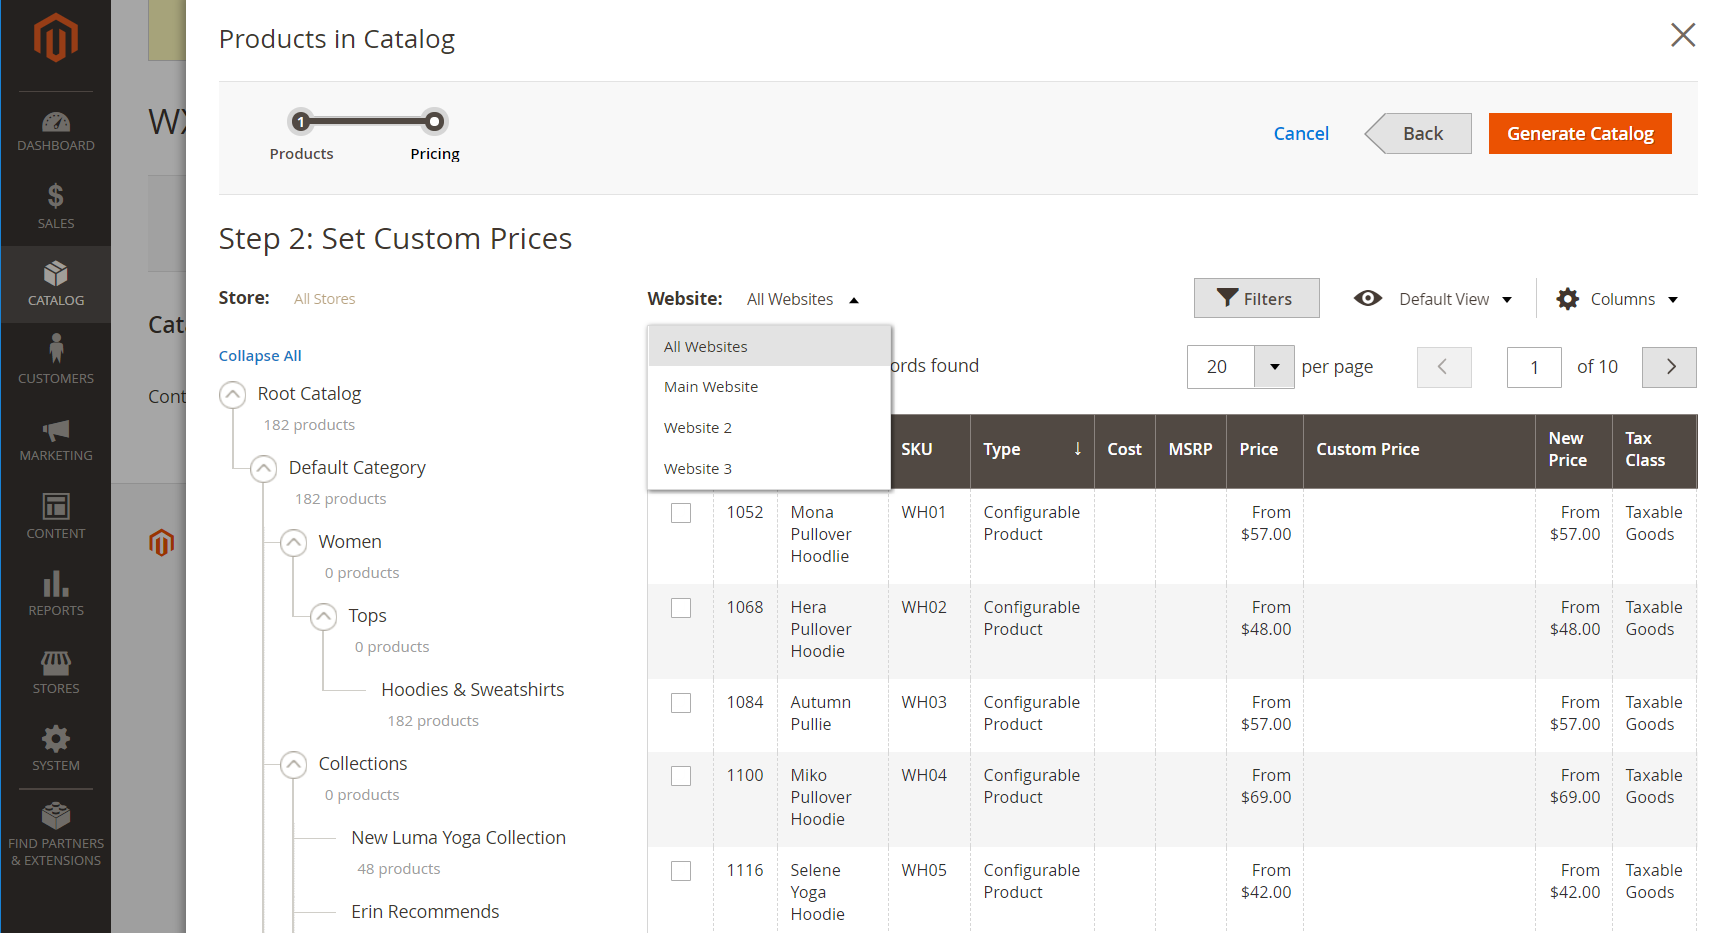 Products in Catalog
DASHBOARD
SALES
CATALOG
CUSTOMERS
MARKETING
CONTENT
REPORTS
STORES
SYSTEM
FIND PARTNERS
& EXTENSIONS
1
Products
Pricing
Cancel
Back
Generate Catalog
Step 2: Set Custom Prices
Store: All Stores
Website: All Websites
Filters
Default View
Columns
All Websites
Main Website
Website 2
Website 3
20
per page
1
of 10
Collapse All
Root Catalog
182 products
Default Category
182 products
Women
0 products
Tops
0 products
Hoodies & Sweatshirts
182 products
Collections
0 products
New Luma Yoga Collection
48 products
Erin Recommends
found
SKU Type ↓ Cost MSRP Price Custom Price New Price Tax Class
1052 Mona Pullover Hoodlie WH01 Configurable Product From $57.00 From $57.00 Taxable Goods
1068 Hera Pullover Hoodie WH02 Configurable Product From $48.00 From $48.00 Taxable Goods
1084 Autumn Pullie WH03 Configurable Product From $57.00 From $57.00 Taxable Goods
1100 Miko Pullover Hoodie WH04 Configurable Product From $69.00 From $69.00 Taxable Goods
1116 Selene Yoga Hoodie WH05 Configurable Product From $42.00 From $42.00 Taxable Goods